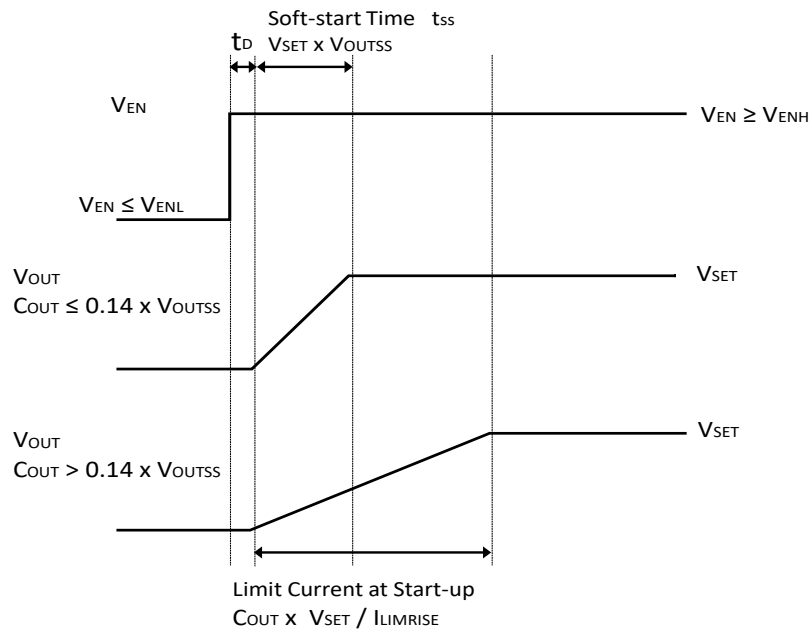 Soft-start Time tss
tD
VSET x VOUTSS
VEN
VEN ≥ VENH
VEN ≤ VENL
VOUT
COUT ≤ 0.14 x VOUTSS
VSET
VOUT
COUT > 0.14 x VOUTSS
VSET
Limit Current at Start-up
COUT x VSET / ILIMRISE